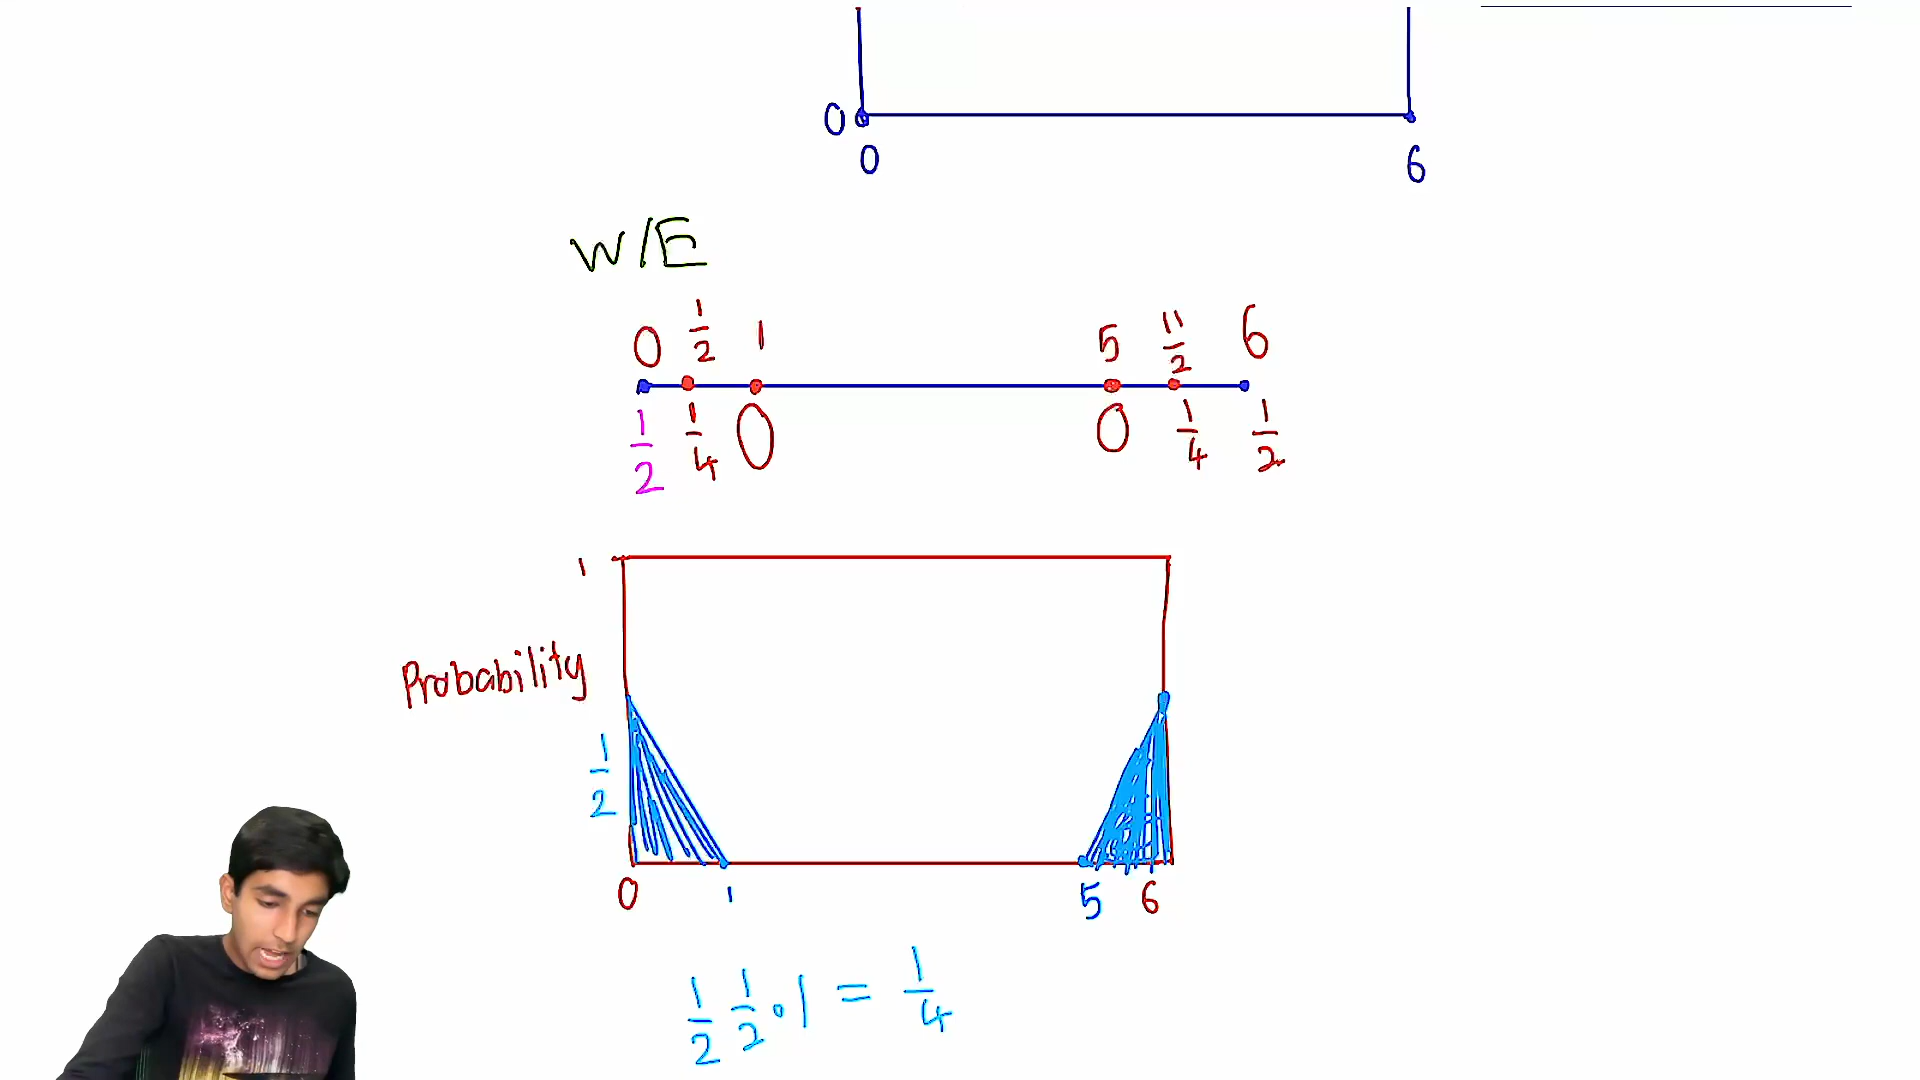 0
0 6
W/E
0 1/2 1 5 11/2 6
1/2 1/4 0 0 1/4 1/2
1
Probability
1/2
0 1 5 6
1/2 1/2 · 1 = 1/4